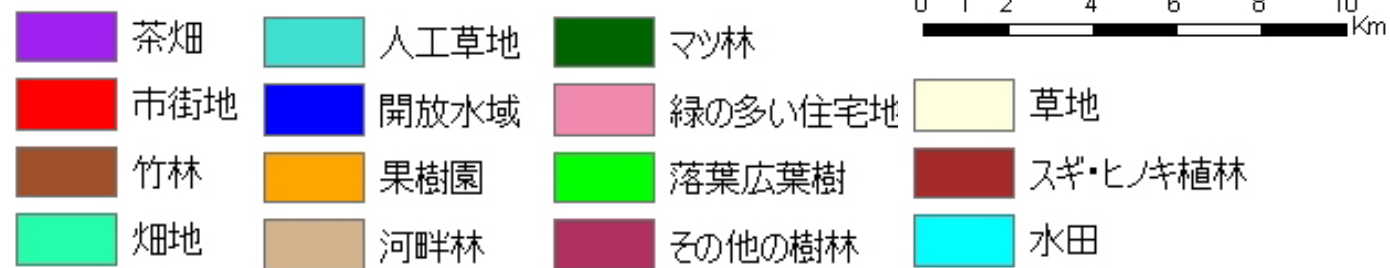 0 1 2 4 6 8 10
Km
茶畑 人工草地 マツ林
市街地 開放水域 緑の多い住宅地 草地
竹林 果樹園 落葉広葉樹 スギ・ヒノキ植林
畑地 河畔林 その他の樹林 水田